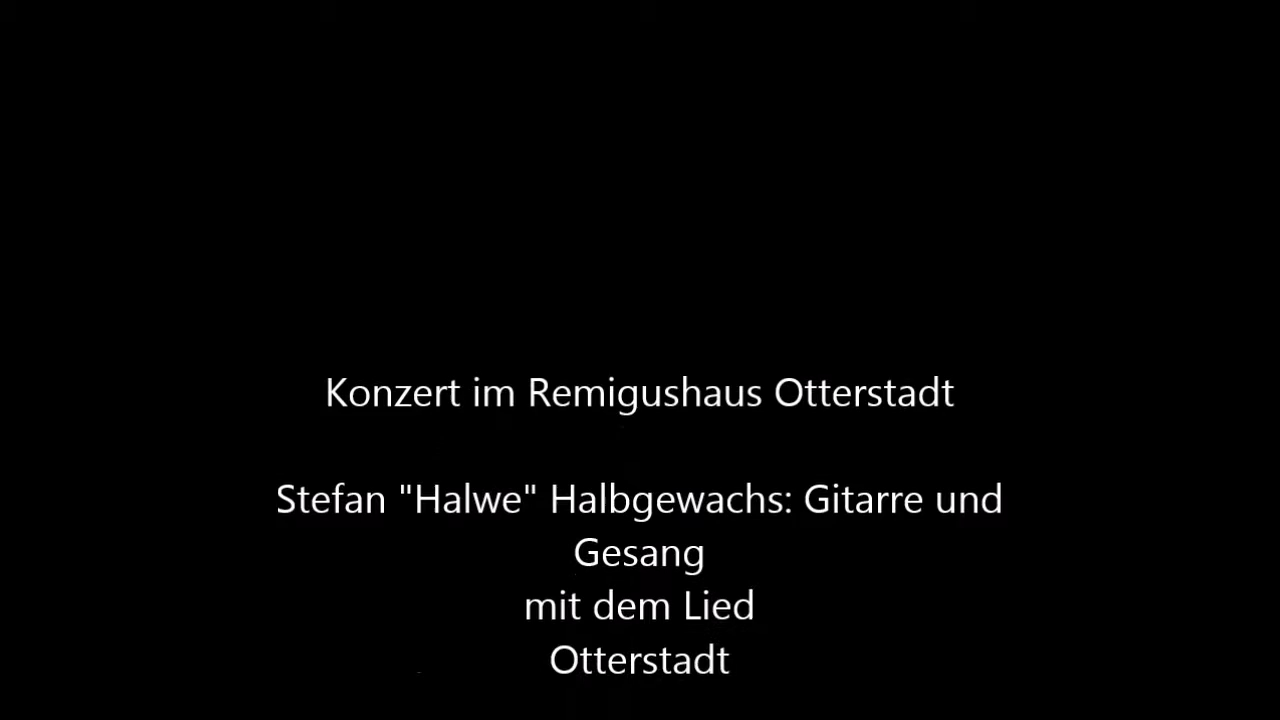 Konzert im Remigushaus Otterstadt
Stefan "Halwe" Halbgewachs: Gitarre und
Gesang
mit dem Lied
Otterstadt